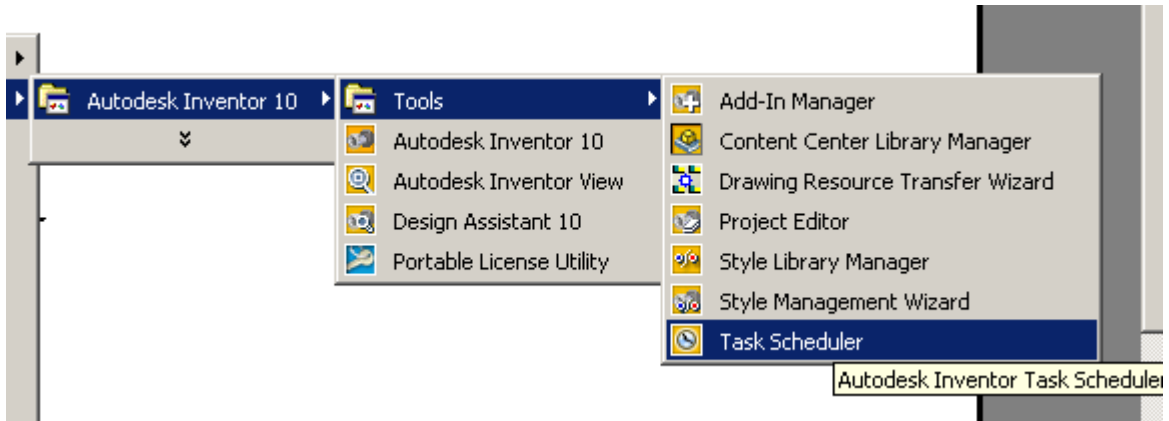 Autodesk Inventor 10
Tools
Autodesk Inventor 10
Autodesk Inventor View
Design Assistant 10
Portable License Utility
Add-In Manager
Content Center Library Manager
Drawing Resource Transfer Wizard
Project Editor
Style Library Manager
Style Management Wizard
Task Scheduler
Autodesk Inventor Task Scheduler